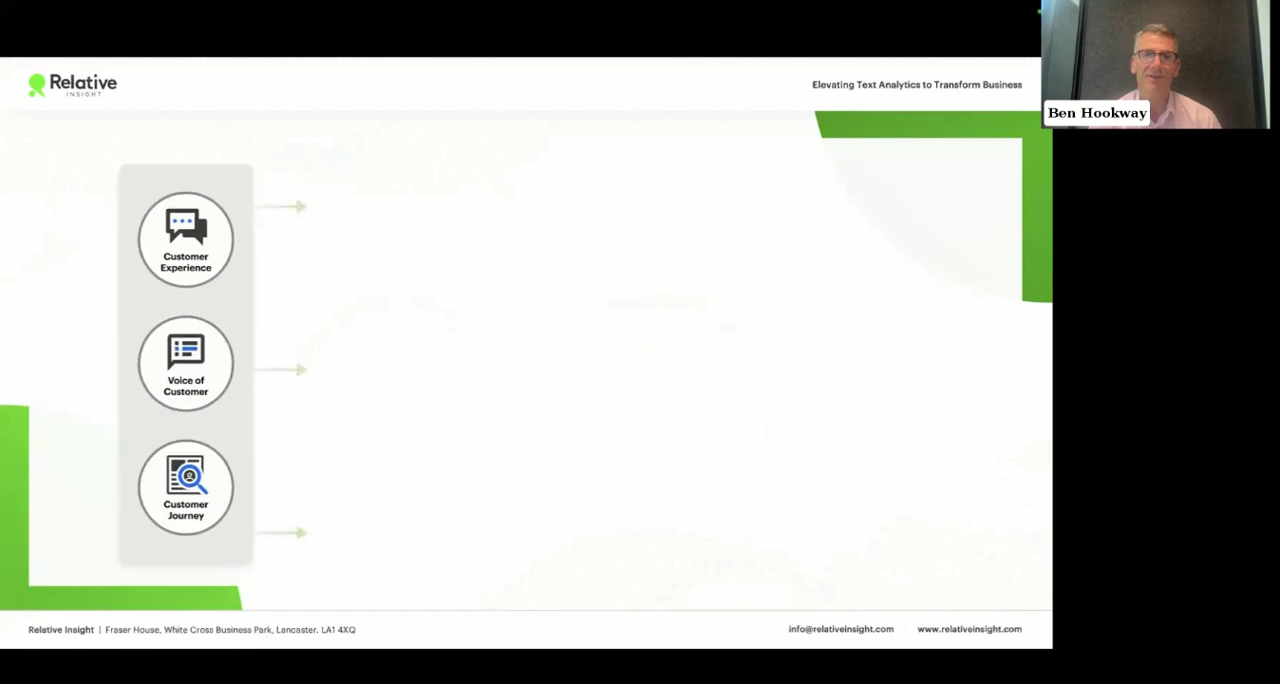 Relative
INSIGHT
Elevating Text Analytics to Transform Business
Ben Hookway
Customer
Experience
Voice of
Customer
Customer
Journey
Relative Insight | Fraser House, White Cross Business Park, Lancaster. LA1 4XQ
info@relativeinsight.com
www.relativeinsight.com